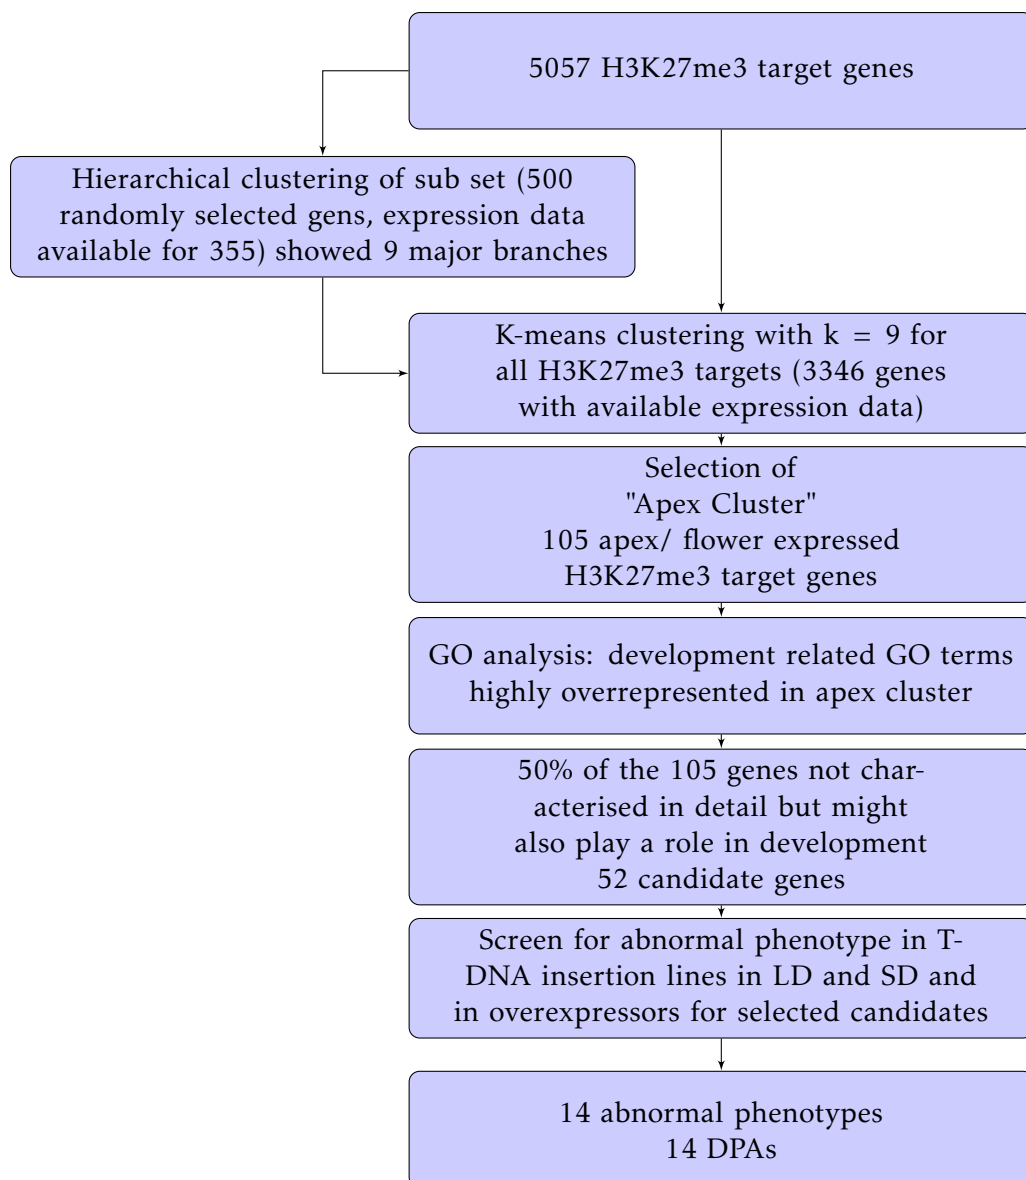 5057 H3K27me3 target genes
Hierarchical clustering of sub set (500
randomly selected gens, expression data
available for 355) showed 9 major branches
K-means clustering with k = 9 for
all H3K27me3 targets (3346 genes
with available expression data)
Selection of
"Apex Cluster"
105 apex/ flower expressed
H3K27me3 target genes
GO analysis: development related GO terms
highly overrepresented in apex cluster
50% of the 105 genes not char-
acterised in detail but might
also play a role in development
52 candidate genes
Screen for abnormal phenotype in T-
DNA insertion lines in LD and SD and
in overexpressors for selected candidates
14 abnormal phenotypes
14 DPAs